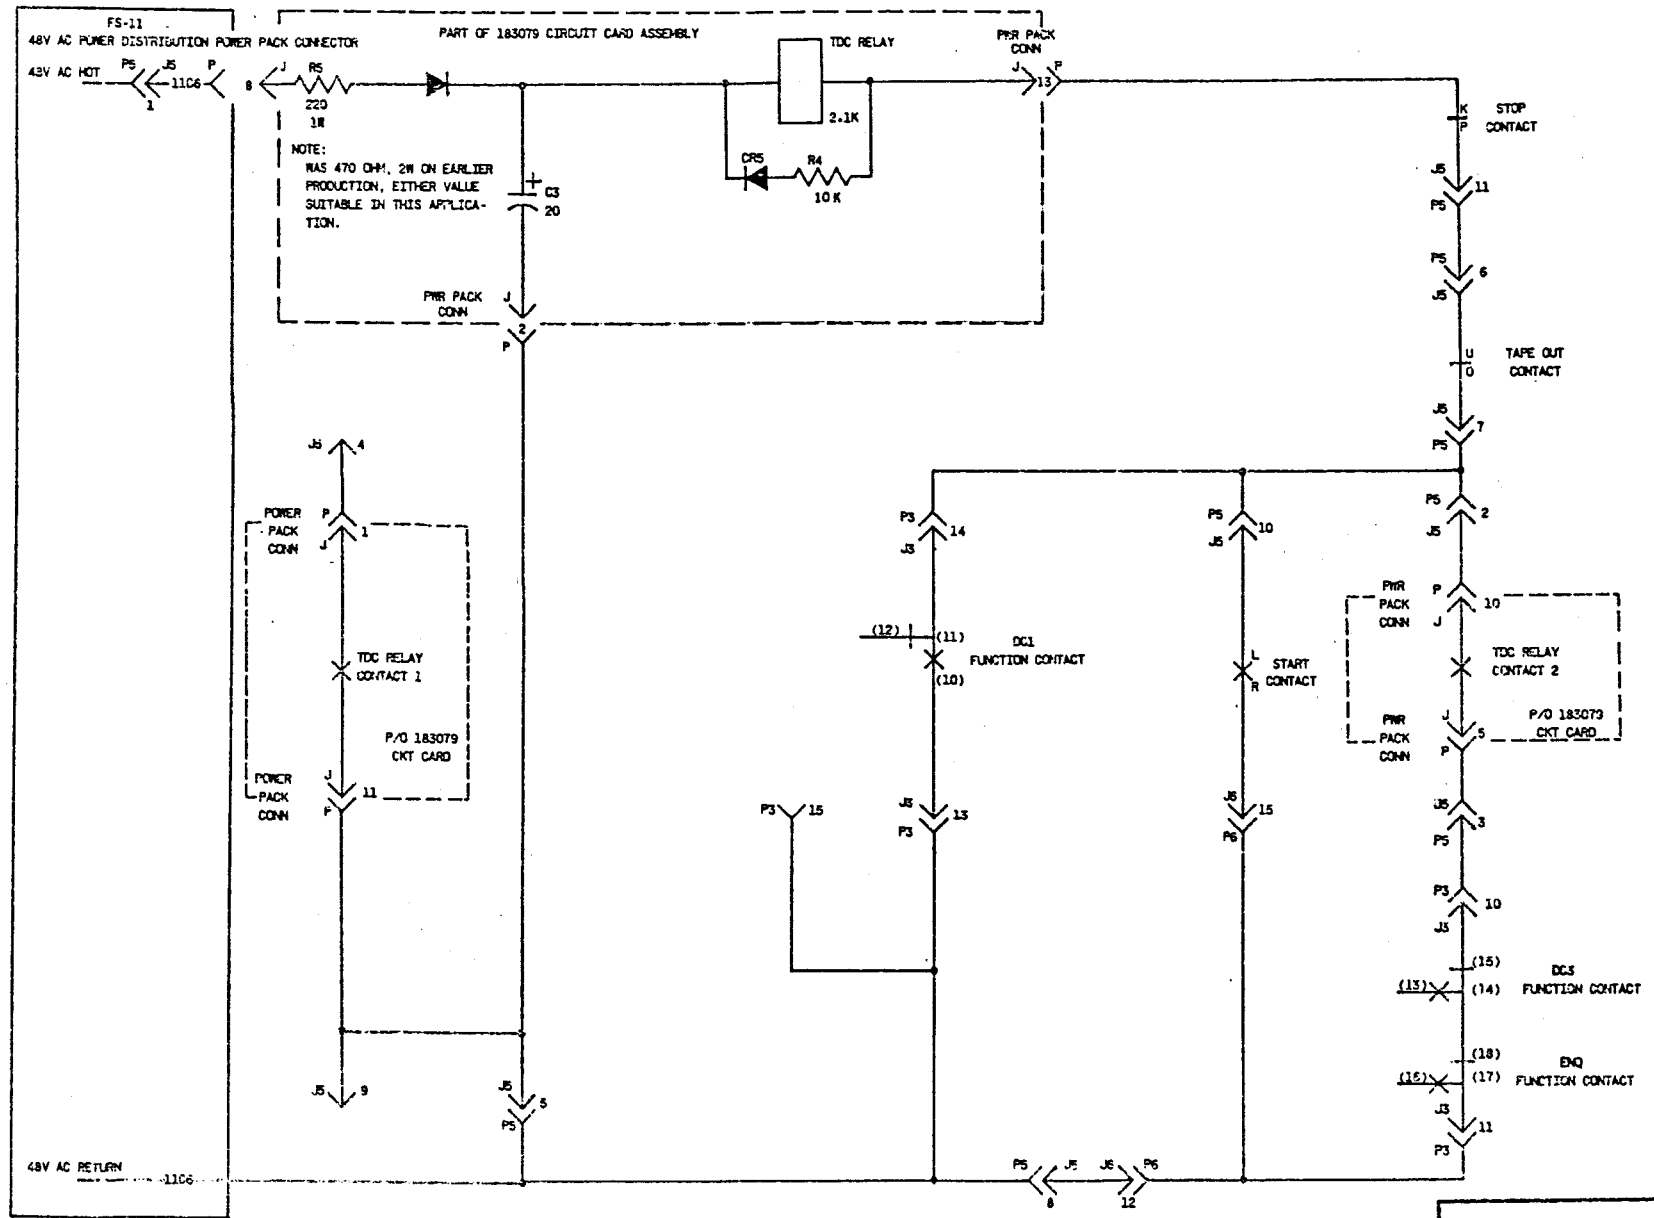 FS-11
48V AC POWER DISTRIBUTION POWER PACK CONNECTOR
PART OF 183079 CIRCUIT CARD ASSEMBLY
TDC RELAY
PWR PACK
CONN
48V AC HOT
P5
J5
1106
P
1
8
J
R5
220
1W
2.1K
J
13
P
NOTE:
WAS 470 OHM, 2W ON EARLIER
PRODUCTION, EITHER VALUE
SUITABLE IN THIS APPLICA-
TION.
+
C3
20
CR5
R4
10 K
K
P
STOP
CONTACT
J5
11
P5
P5
6
J5
PWR PACK
CONN
J
2
P
U
O
TAPE OUT
CONTACT
J5
7
P5
J5
4
POWER
PACK
CONN
P
1
J
TDC RELAY
CONTACT 1
P/O 183079
CKT CARD
POWER
PACK
CONN
J
11
P
J5
9
J5
5
P5
P3
14
J3
(12)
(11)
(10)
DC1
FUNCTION CONTACT
P3
15
J3
13
P3
P5
10
J5
L
R
START
CONTACT
J6
15
P6
P5
2
J5
PWR
PACK
CONN
P
10
J
TDC RELAY
CONTACT 2
P/O 183079
CKT CARD
PWR
PACK
CONN
J
5
P
J5
3
P5
P3
10
J3
(15)
(13)
(14)
DC3
FUNCTION CONTACT
(18)
(16)
(17)
ENQ
FUNCTION CONTACT
J3
11
P3
48V AC RETURN
1106
P5
J5
8
J6
P6
12